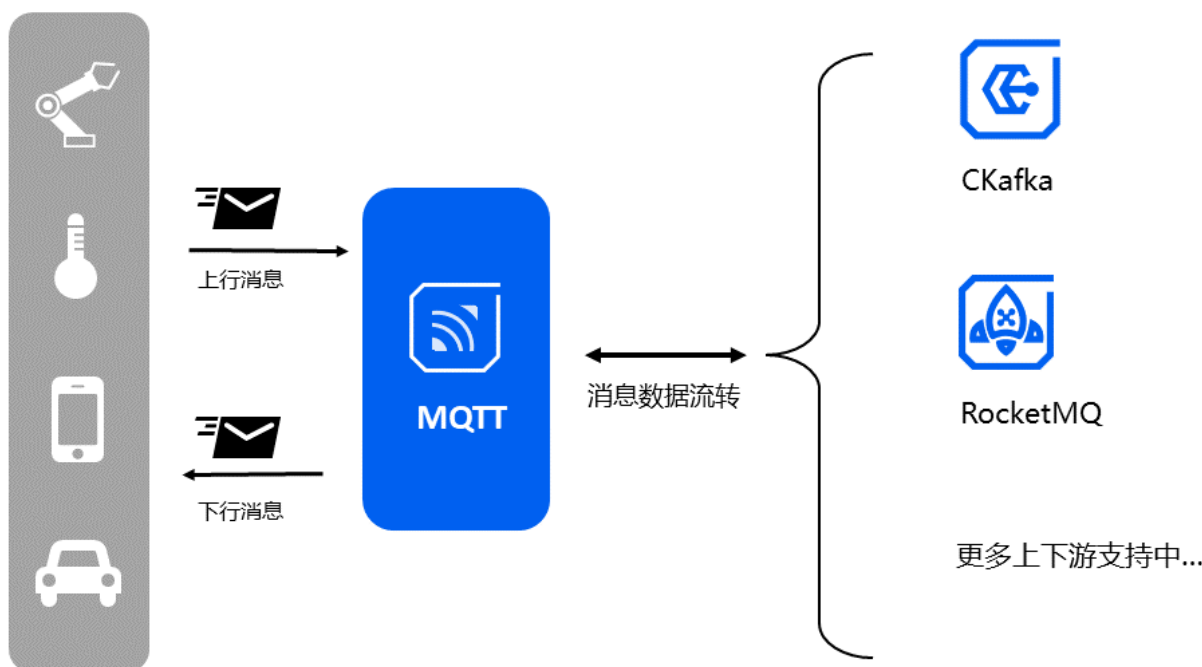 上行消息
下行消息
MQTT
消息数据流转
CKafka
RocketMQ
更多上下游支持中...